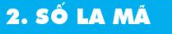 2. SỐ LA MÃ